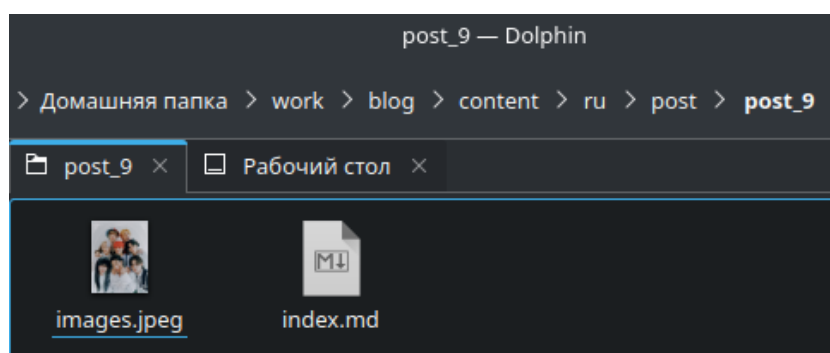 post_9 — Dolphin
> Домашняя папка > work > blog > content > ru > post > post_9
post_9 × Рабочий стол ×
M↓
images.jpeg index.md